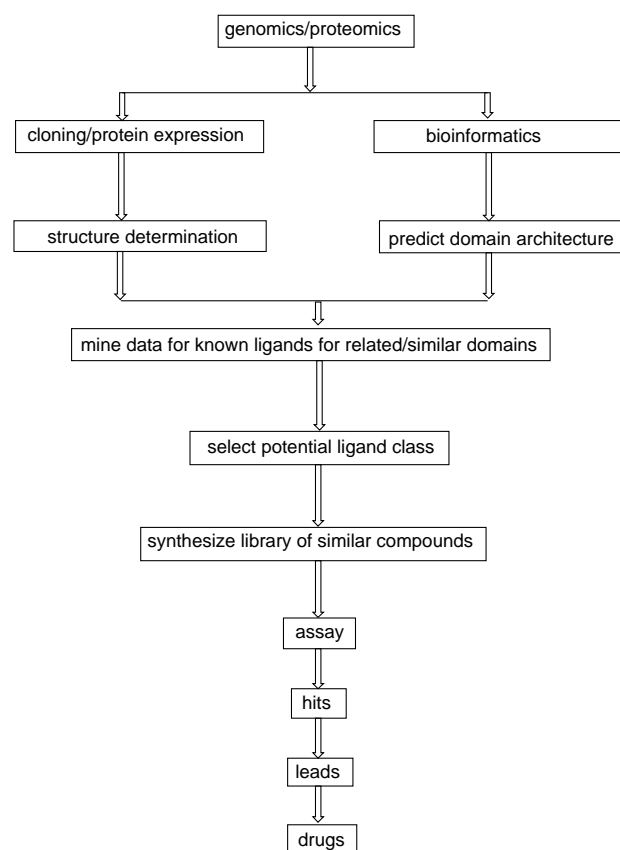 genomics/proteomics
cloning/protein expression
bioinformatics
structure determination
predict domain architecture
mine data for known ligands for related/similar domains
select potential ligand class
synthesize library of similar compounds
assay
hits
leads
drugs